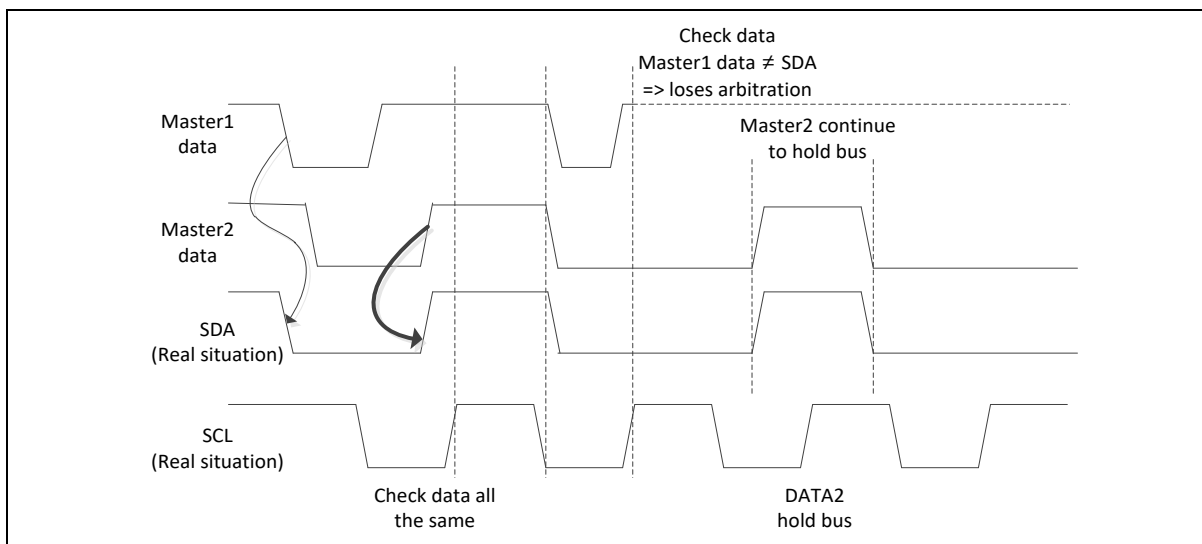 Check data
Master1 data ≠ SDA
=> loses arbitration
Master1
data
Master2 continue
to hold bus
Master2
data
SDA
(Real situation)
SCL
(Real situation)
Check data all
the same
DATA2
hold bus